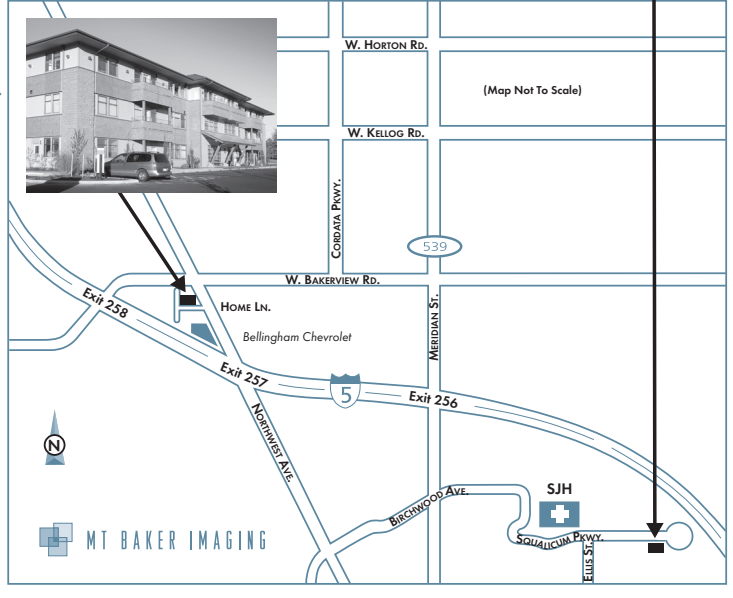 W. HORTON RD.
(Map Not To Scale)
W. KELLOG RD.
CORDATA PKWY.
539
W. BAKERVIEW RD.
Exit 258
HOME LN.
MERIDIAN ST.
Bellingham Chevrolet
Exit 257
5
Exit 256
NORTHWEST AVE.
N
SJH
BIRCHWOOD AVE.
SQUALICUM PKWY.
ELLIS ST.
MT BAKER IMAGING